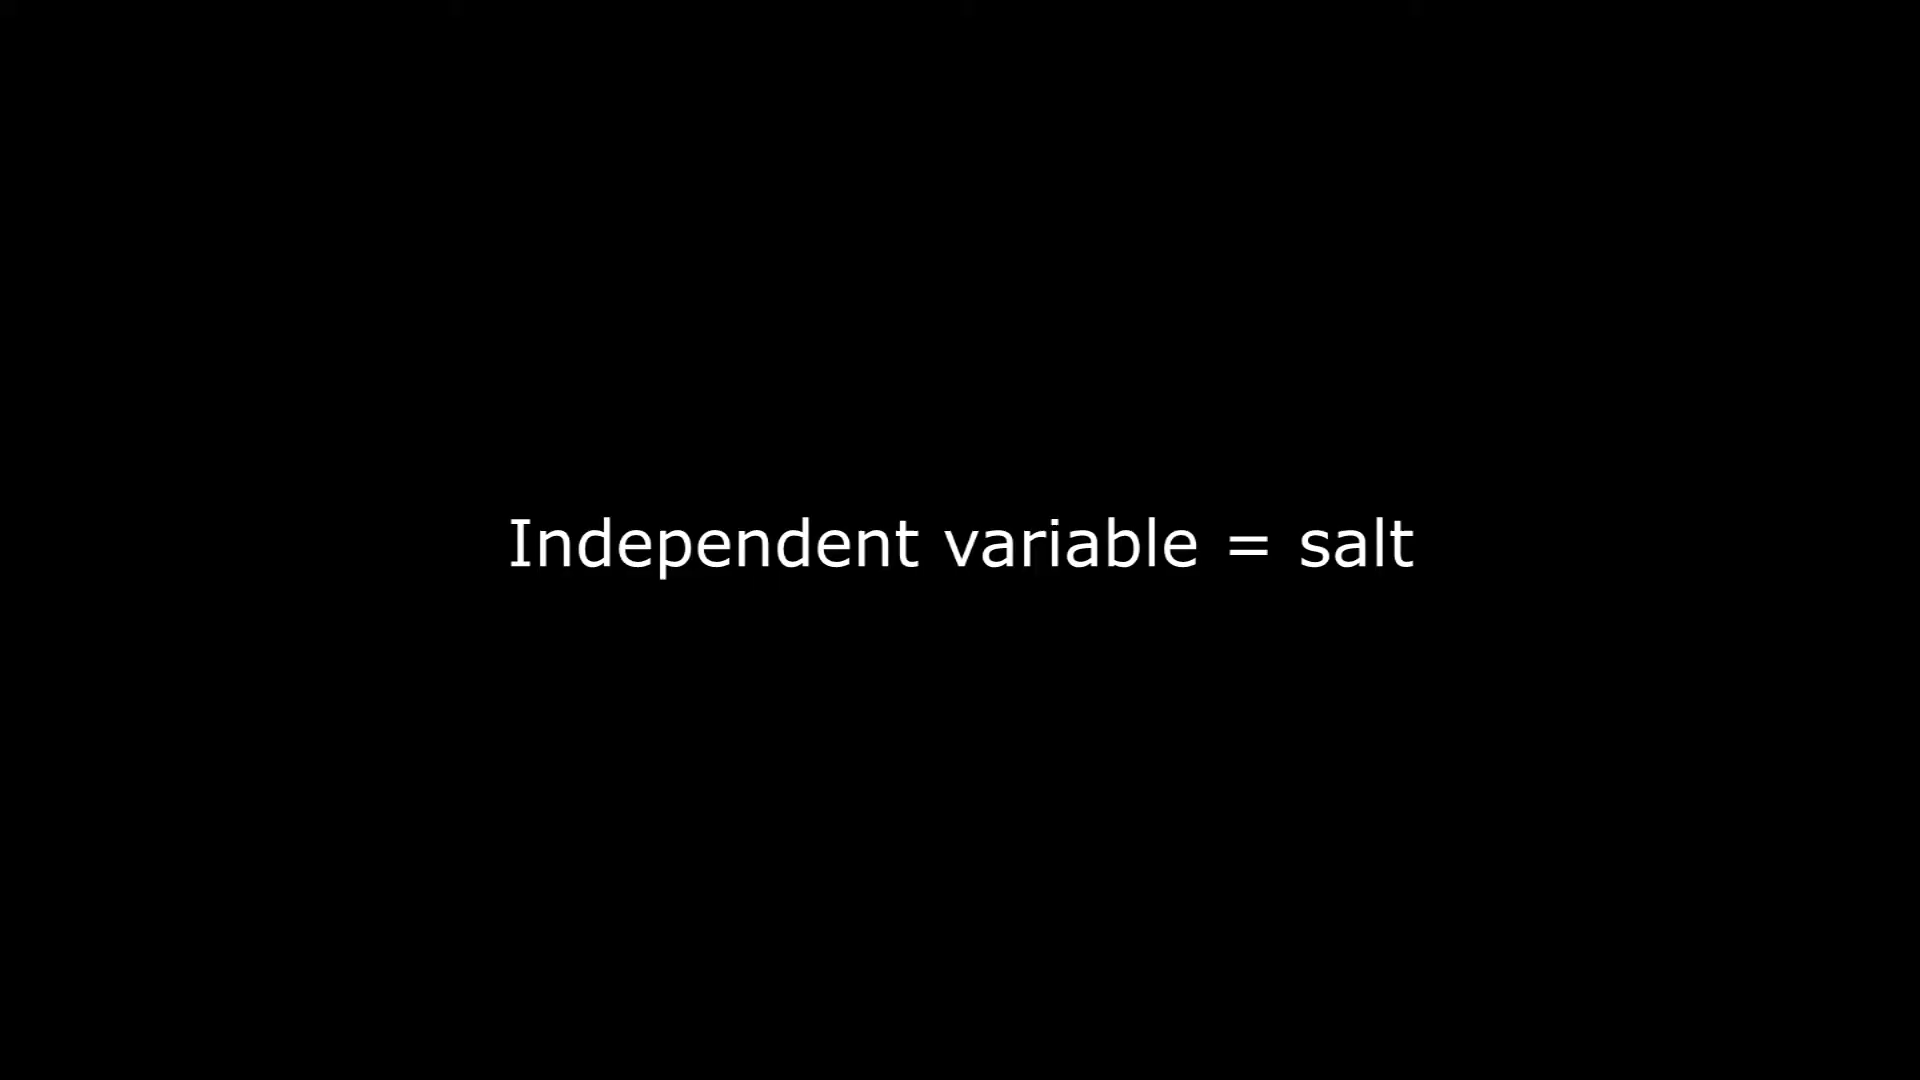 Independent variable = salt